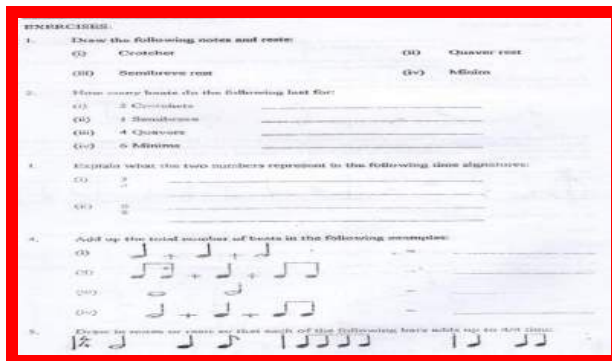 EXERCISES:
1. Draw the following notes and rests:
(i) Crotchet (ii) Quaver rest
(iii) Semibreve rest (iv) Minim
2. How many beats do the following last for:
(i) 2 Crotchets
(ii) 1 Semibreve
(iii) 4 Quavers
(iv) 6 Minims
3. Explain what the two numbers represent in the following time signatures:
(i)
(ii)
4. Add up the total number of beats in the following examples:
(i) + + =
(ii) + + =
(iii) =
(iv) + + =
5. Draw in notes or rests so that each of the following bars adds up to 4/4 time: